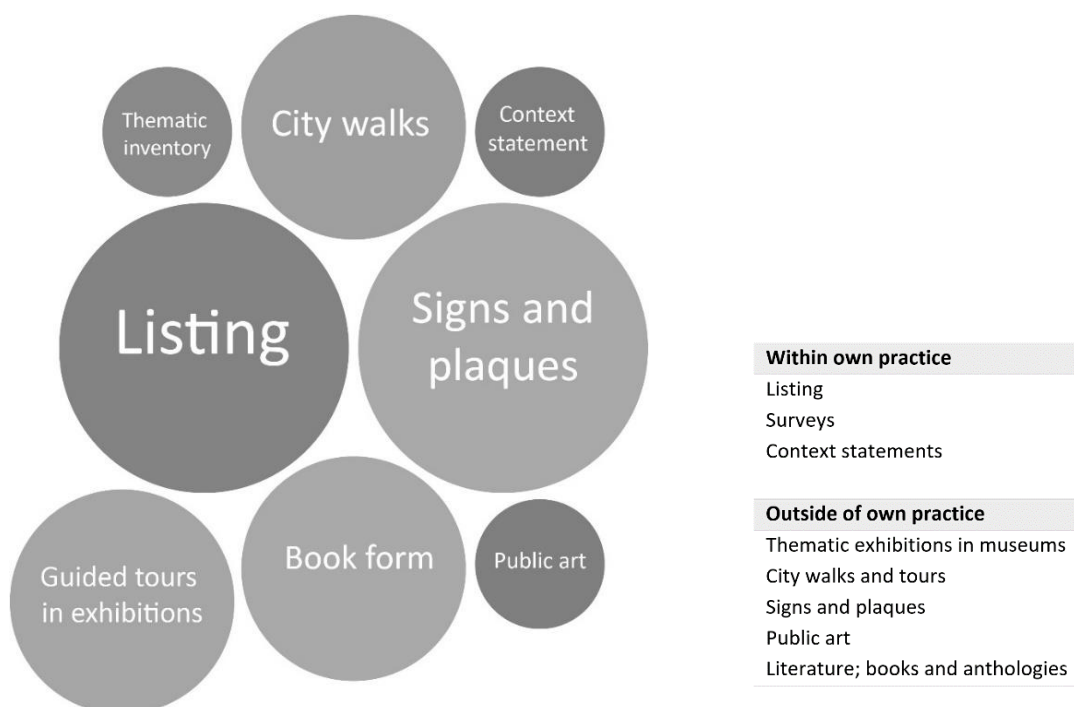 Thematic
inventory
City walks
Context
statement
Listing
Signs and
plaques
Guided tours
in exhibitions
Book form
Public art
Within own practice
Listing
Surveys
Context statements
Outside of own practice
Thematic exhibitions in museums
City walks and tours
Signs and plaques
Public art
Literature; books and anthologies